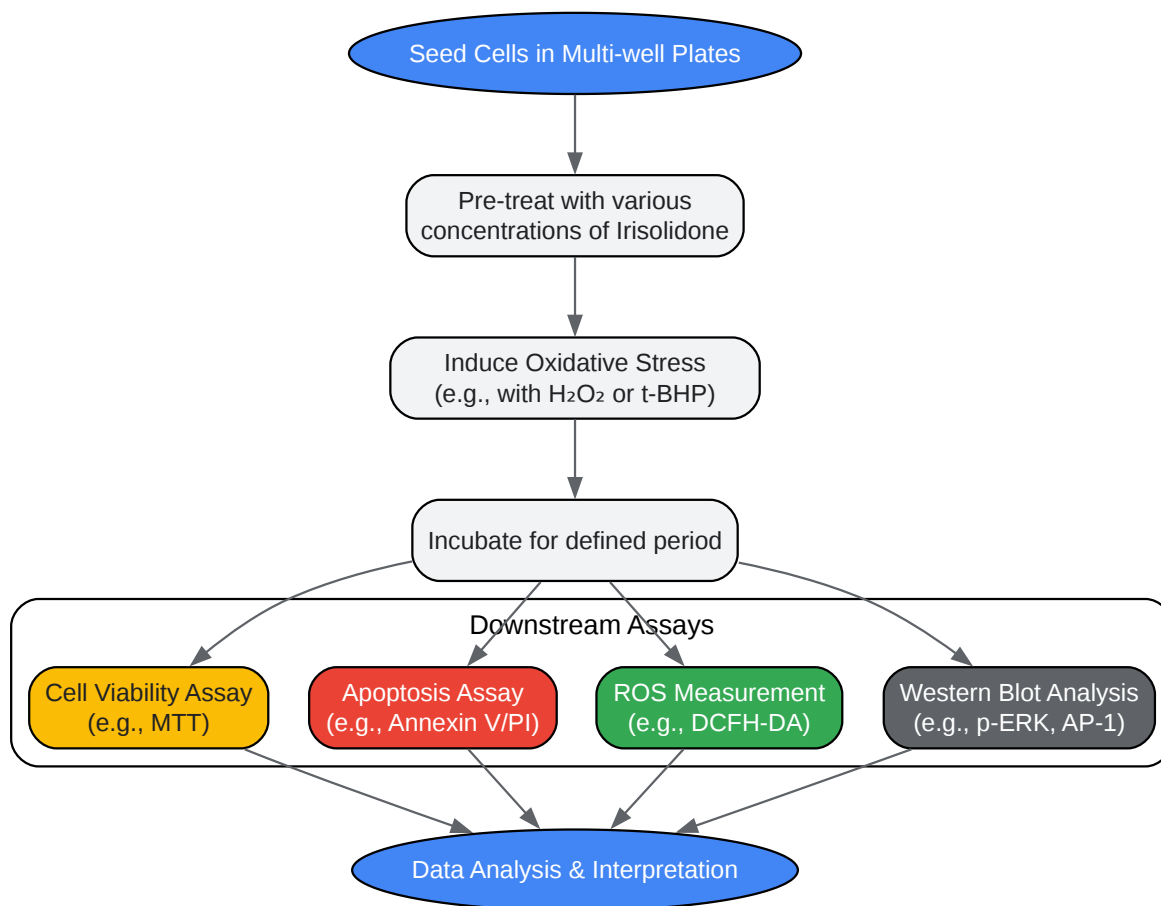 Seed Cells in Multi-well Plates
Pre-treat with various
concentrations of Irisolidone
Induce Oxidative Stress
(e.g., with H₂O₂ or t-BHP)
Incubate for defined period
Downstream Assays
Cell Viability Assay
(e.g., MTT)
Apoptosis Assay
(e.g., Annexin V/PI)
ROS Measurement
(e.g., DCFH-DA)
Western Blot Analysis
(e.g., p-ERK, AP-1)
Data Analysis & Interpretation